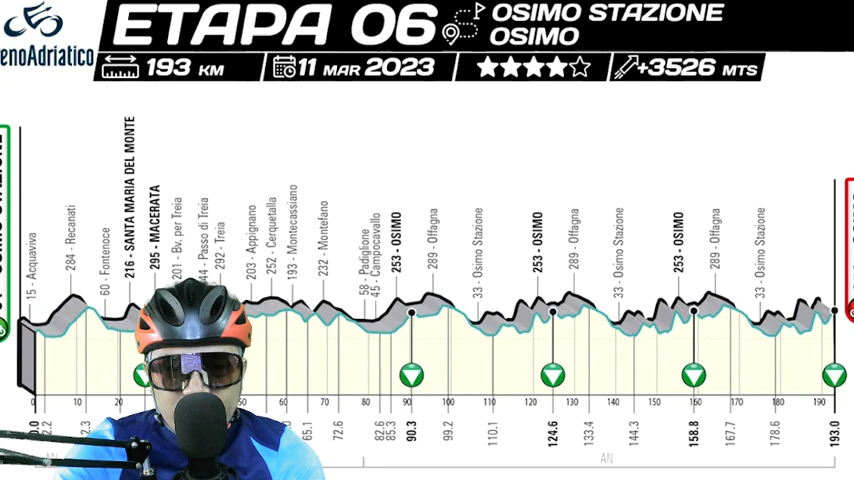 ETAPA 06
OSIMO STAZIONE
OSIMO
enoAdriatico
193 KM
11 MAR 2023
+3526 MTS
15 - Acquaviva
284 - Recanati
60 - Fontenoce
216 - SANTA MARIA DEL MONTE
295 - MACERATA
201 - Bv. per Treia
44 - Passo di Treia
292 - Treia
203 - Appignano
252 - Cerquetalla
193 - Montecassiano
232 - Montefano
58 - Padiglione
45 - Campocavallo
253 - OSIMO
289 - Offagna
33 - Osimo Stazione
253 - OSIMO
289 - Offagna
33 - Osimo Stazione
253 - OSIMO
289 - Offagna
33 - Osimo Stazione
0 10 20 50 60 70 80 90 100 110 120 130 140 150 160 170 180 190
0.0 2.2 2.3 65.1 72.6 82.6 85.3 90.3 99.2 110.1 124.6 133.4 144.3 158.8 167.7 178.6 193.0
AN AN